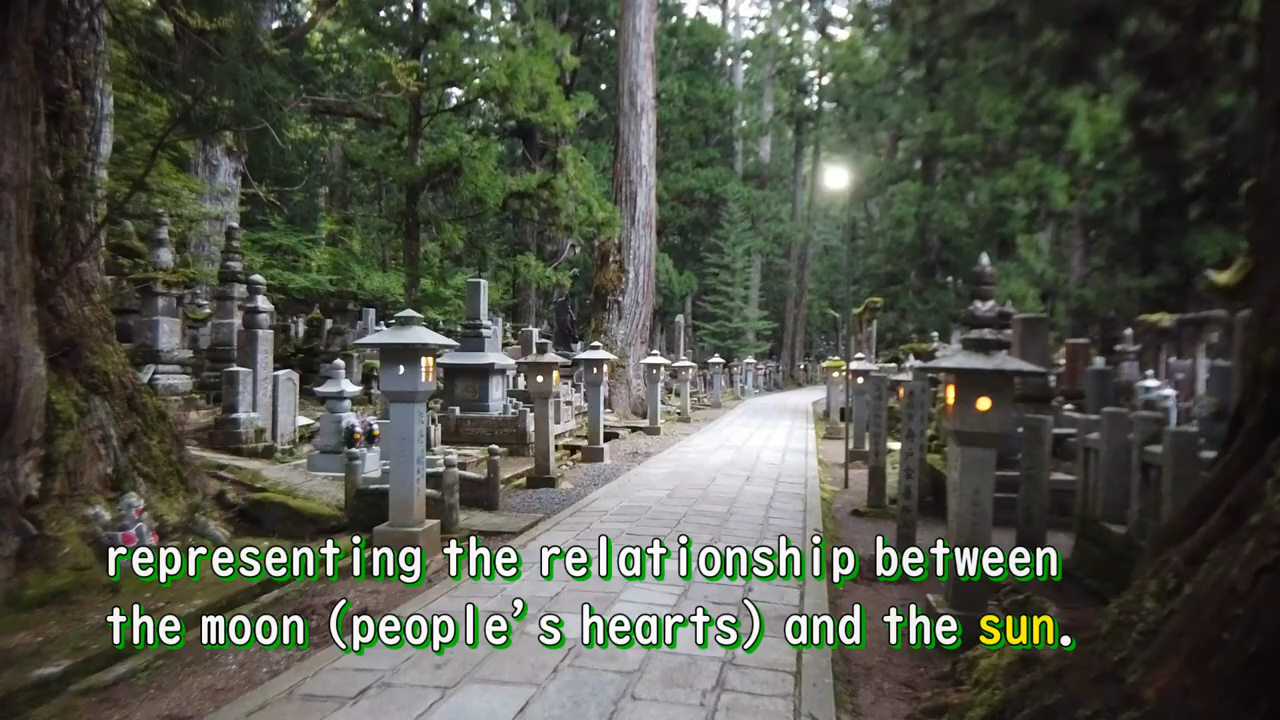 representing the relationship between
the moon (people's hearts) and the sun.